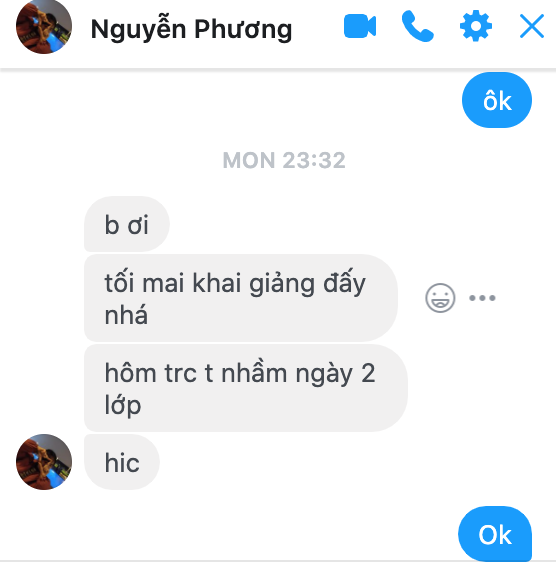 Nguyễn Phương
ôk
MON 23:32
b ơi
tối mai khai giảng đấy
nhá
hôm trc t nhầm ngày 2
lớp
hic
Ok